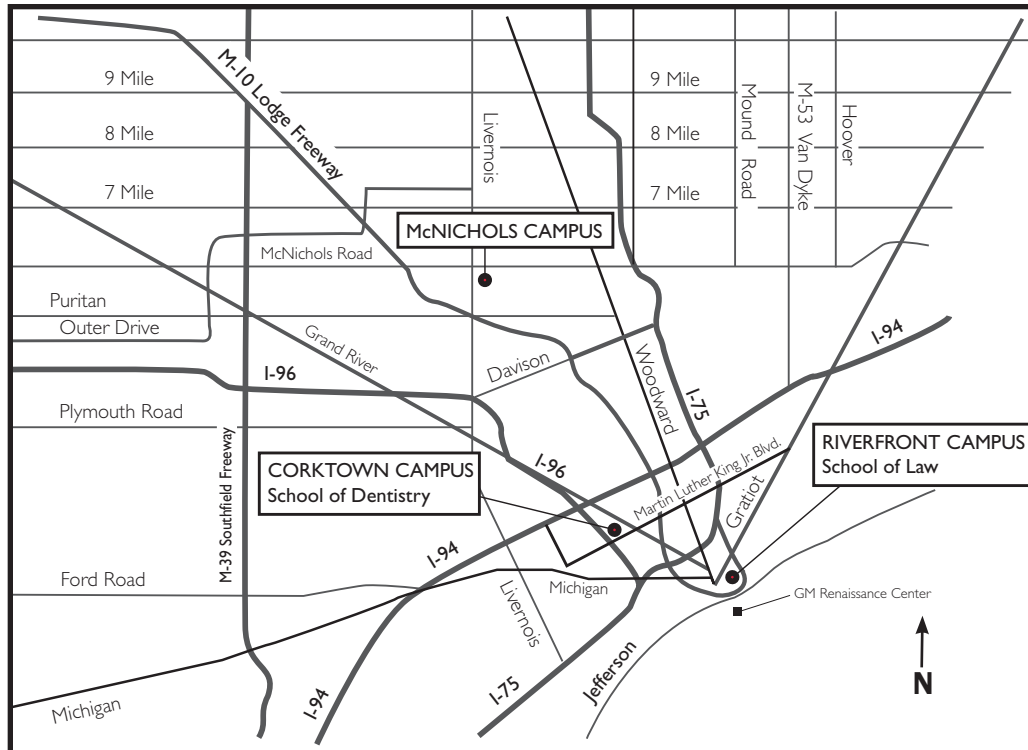 9 Mile
9 Mile
M-10 Lodge Freeway
Livernois
Mound Road
M-53 Van Dyke
Hoover
8 Mile
8 Mile
7 Mile
7 Mile
McNICHOLS CAMPUS
McNichols Road
Puritan
Outer Drive
Grand River
I-94
Davison
Woodward
I-96
I-75
Plymouth Road
RIVERFRONT CAMPUS
School of Law
CORKTOWN CAMPUS
School of Dentistry
I-96
Martin Luther King Jr. Blvd.
Gratiot
M-39 Southfield Freeway
I-94
Ford Road
Michigan
GM Renaissance Center
Livernois
Jefferson
I-75
N
Michigan
I-94